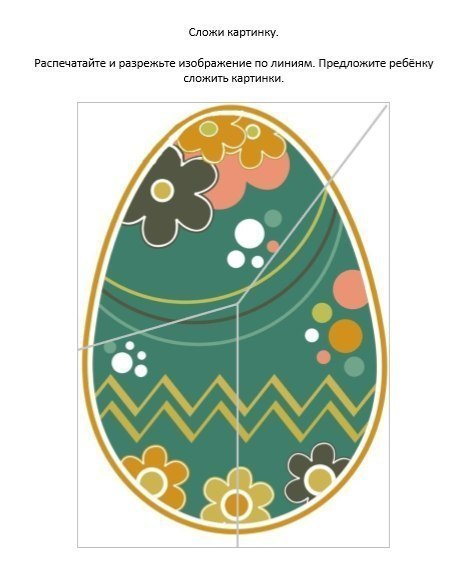 Сложи картинку.
Распечатайте и разрежьте изображение по линиям. Предложите ребёнку
сложить картинки.